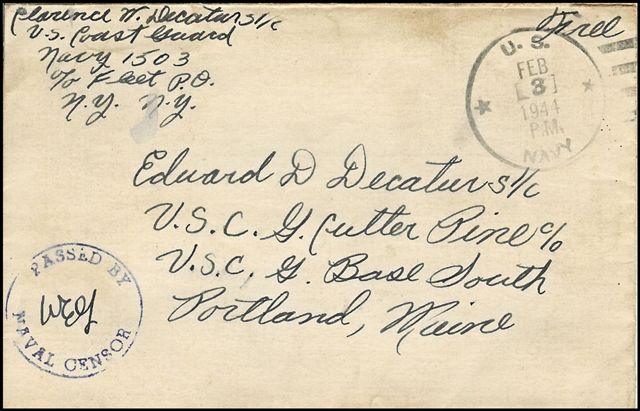 Clarence W. Decatur S1/c
U.S. Coast Guard
Navy 1503
c/o Fleet P.O.
N.Y. N.Y.
Free
U. S.
FEB
3
1944
P.M.
NAVY
Edward D Decatur S1/c
U.S.C.G. Cutter Pine c/o
U.S.C.G. Base South
Portland, Maine
PASSED BY
NAVAL CENSOR